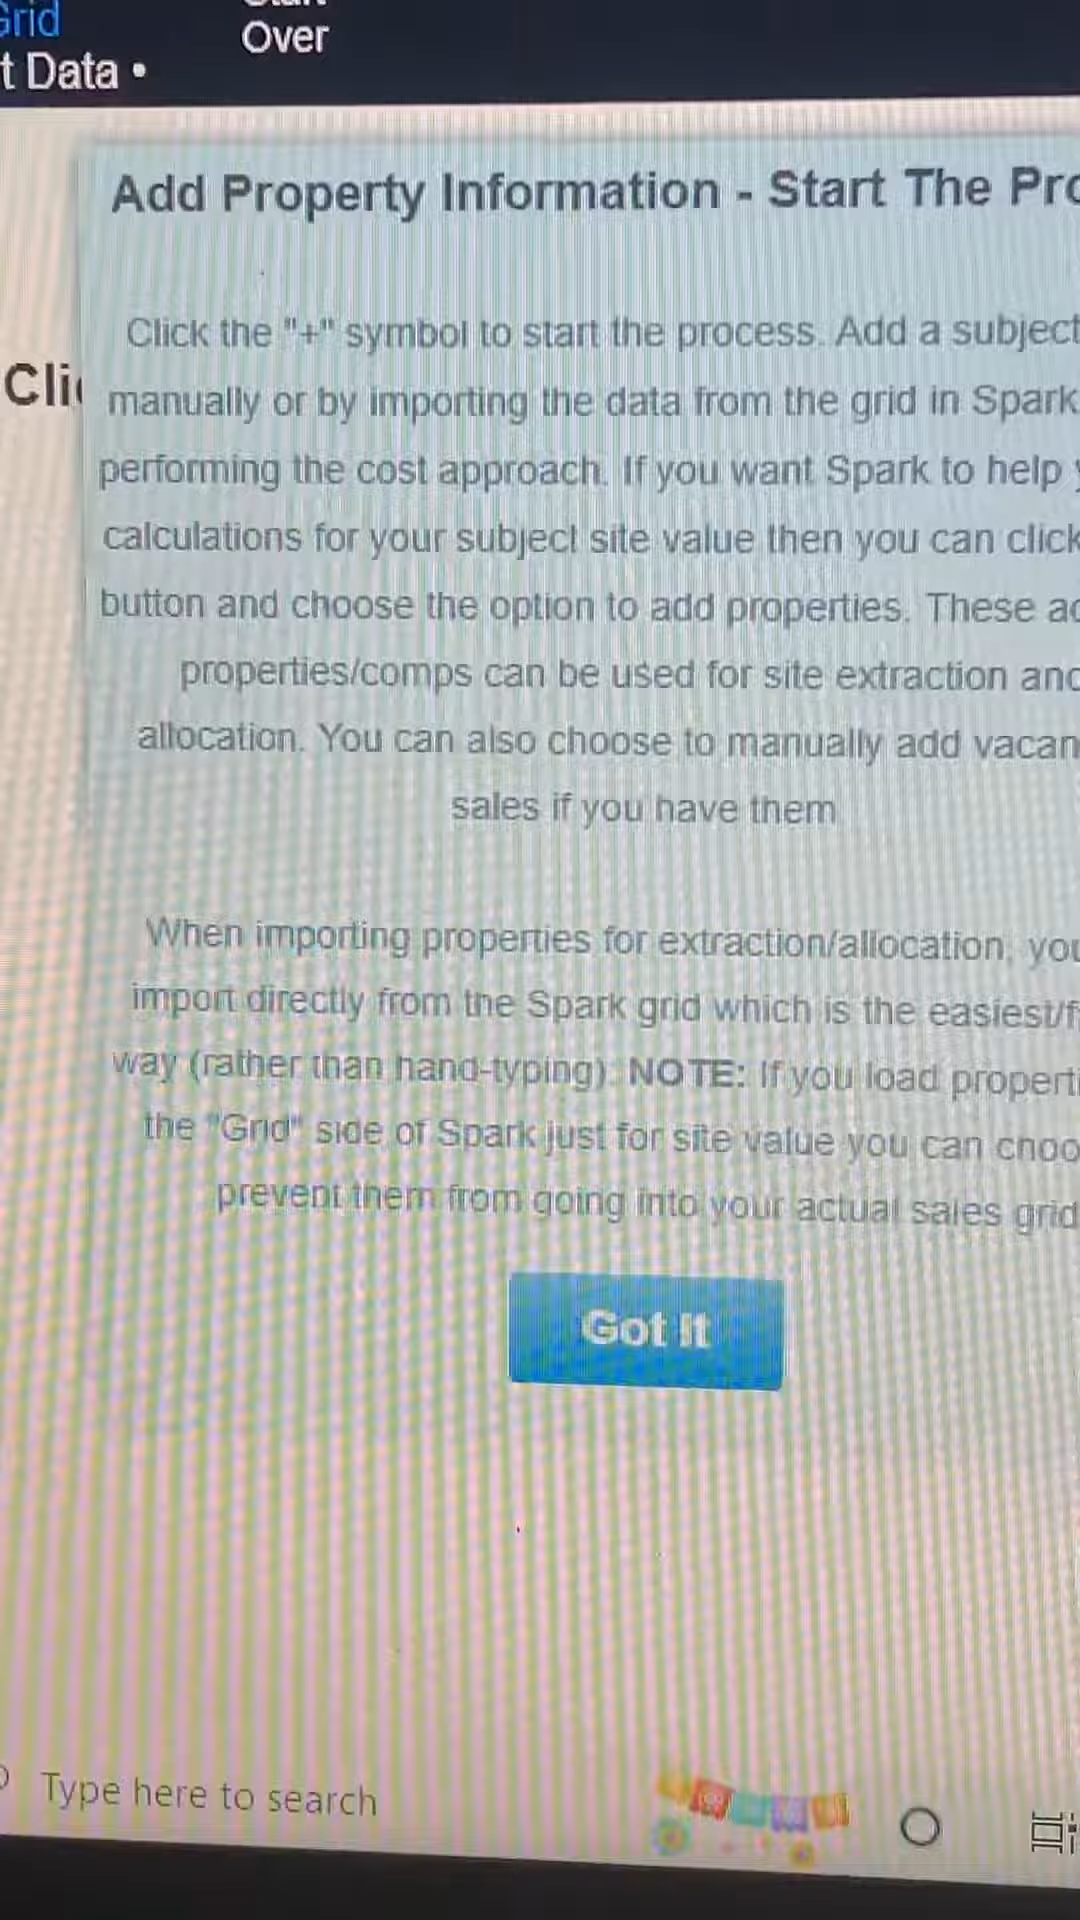 Grid
Over
t Data •
Add Property Information - Start The
Click the "+" symbol to start the process. Add a subject
Cli
manually or by importing the data from the grid in Spark
performing the cost approach. If you want Spark to help
calculations for your subject site value then you can click
button and choose the option to add properties. These
properties/comps can be used for site extraction and
allocation. You can also choose to manually add
sales if you have them
When importing properties for extraction/allocation, you
import directly from the Spark grid which is the
way (rather than hand-typing). NOTE: If you load
the "Grid" side of Spark just for site value you can
prevent them from going into your actual sales grid
Got It
Type here to search